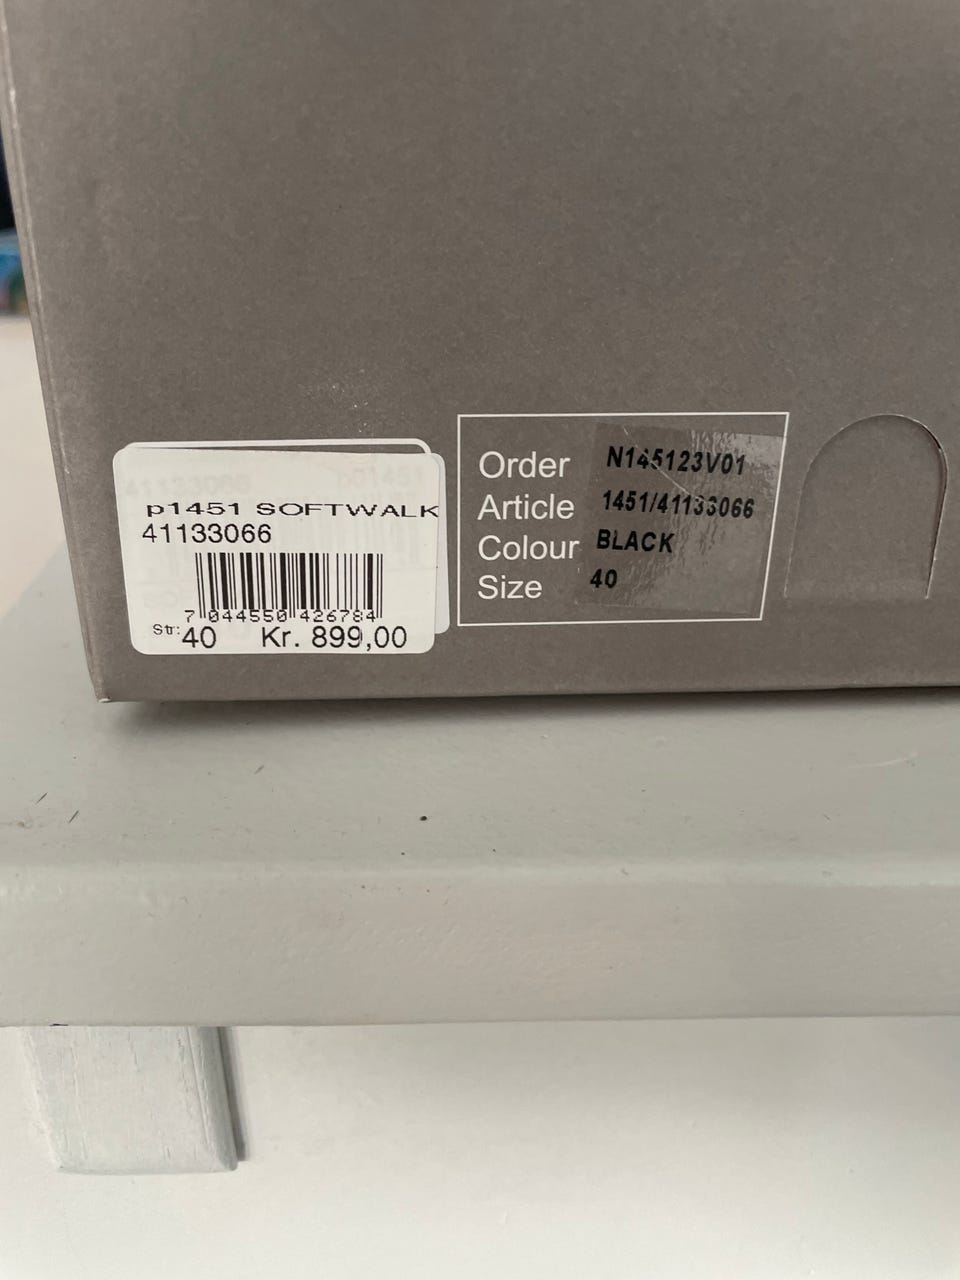 p1451 SOFTWALK
41133066
7 044550 426784
Str: 40 Kr. 899,00
Order N145123V01
Article 1451/41133066
Colour BLACK
Size 40